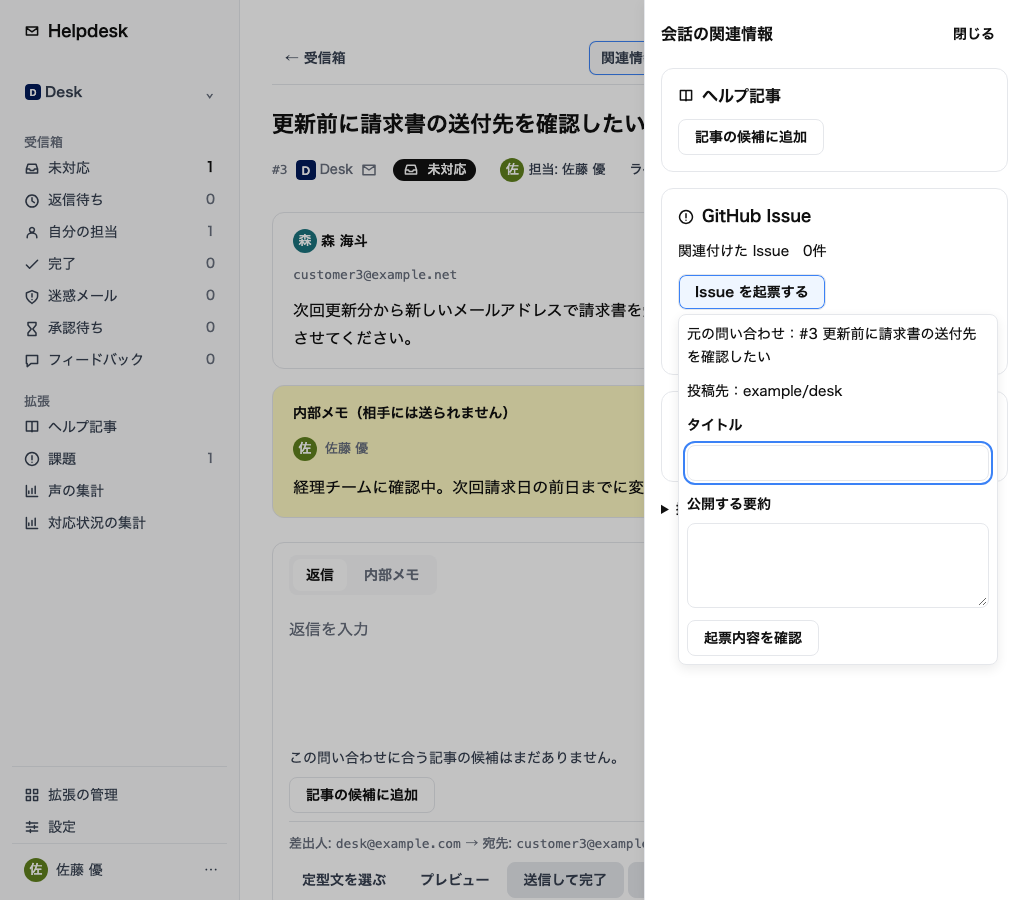 Helpdesk
D Desk
受信箱
未対応 1
返信待ち 0
自分の担当 1
完了 0
迷惑メール 0
承認待ち 0
フィードバック 0
拡張
ヘルプ記事
課題 1
声の集計
対応状況の集計
拡張の管理
設定
佐 佐藤 優 …
← 受信箱
関連情
更新前に請求書の送付先を確認したい
#3 D Desk 未対応 佐 担当: 佐藤 優
森 森 海斗
customer3@example.net
次回更新分から新しいメールアドレスで請求書を
させてください。
内部メモ（相手には送られません）
佐 佐藤 優
経理チームに確認中。次回請求日の前日までに変
返信 内部メモ
返信を入力
この問い合わせに合う記事の候補はまだありません。
記事の候補に追加
差出人: desk@example.com → 宛先: customer3@example
定型文を選ぶ プレビュー 送信して完了
会話の関連情報 閉じる
ヘルプ記事
記事の候補に追加
GitHub Issue
関連付けた Issue 0件
Issue を起票する
元の問い合わせ：#3 更新前に請求書の送付先
を確認したい
投稿先：example/desk
タイトル
公開する要約
起票内容を確認